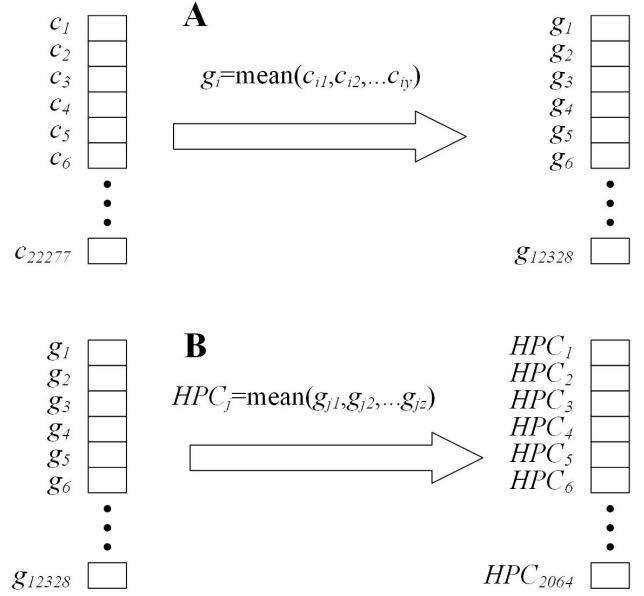 A
c1
c2
c3
c4
c5
c6
c22277
gi=mean(ci1,ci2,...ciy)
g1
g2
g3
g4
g5
g6
g12328
B
g1
g2
g3
g4
g5
g6
g12328
HPCj=mean(gj1,gj2,...gjz)
HPC1
HPC2
HPC3
HPC4
HPC5
HPC6
HPC2064